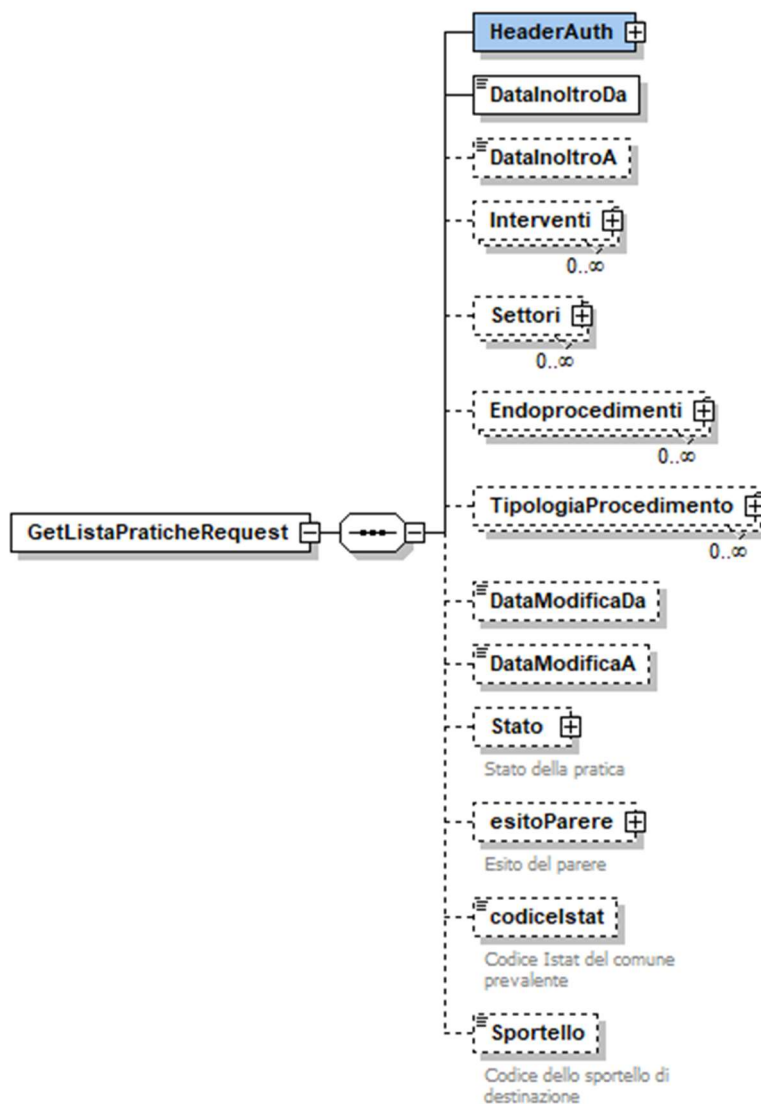 HeaderAuth
DataInoltroDa
DataInoltroA
Interventi
0..∞
Settori
0..∞
Endoprocedimenti
0..∞
TipologiaProcedimento
0..∞
GetListaPraticheRequest
DataModificaDa
DataModificaA
Stato
Stato della pratica
esitoParere
Esito del parere
codiceIstat
Codice Istat del comune
prevalente
Sportello
Codice dello sportello di
destinazione